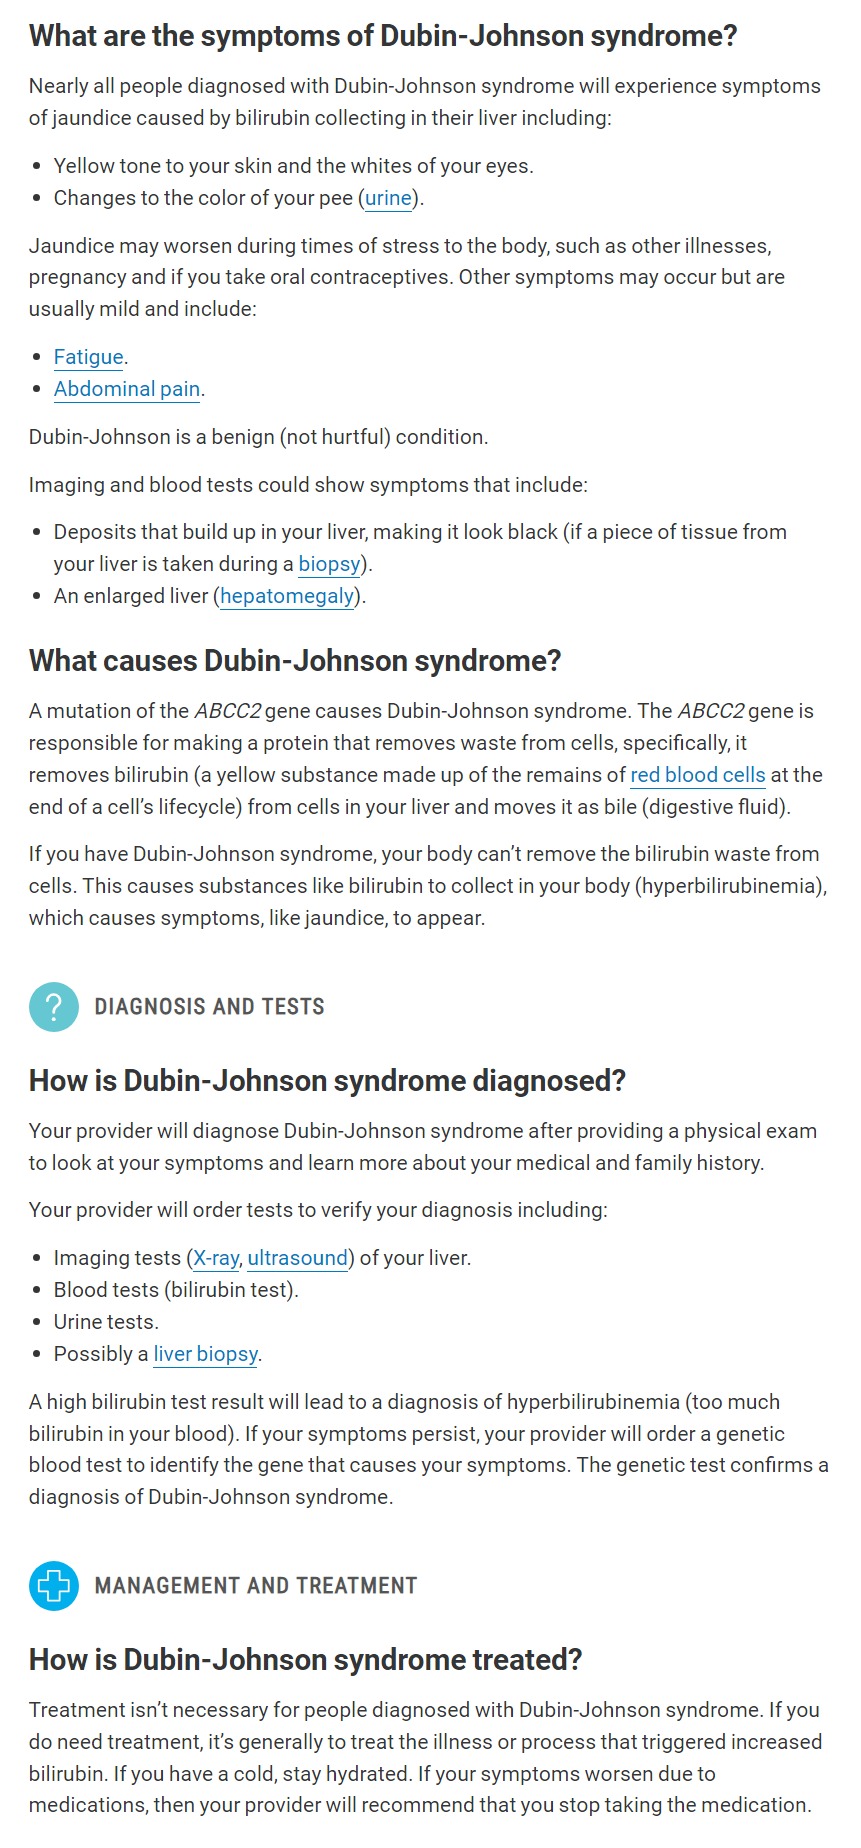 What are the symptoms of Dubin-Johnson syndrome?
Nearly all people diagnosed with Dubin-Johnson syndrome will experience symptoms
of jaundice caused by bilirubin collecting in their liver including:
• Yellow tone to your skin and the whites of your eyes.
• Changes to the color of your pee (urine).
Jaundice may worsen during times of stress to the body, such as other illnesses,
pregnancy and if you take oral contraceptives. Other symptoms may occur but are
usually mild and include:
• Fatigue.
• Abdominal pain.
Dubin-Johnson is a benign (not hurtful) condition.
Imaging and blood tests could show symptoms that include:
• Deposits that build up in your liver, making it look black (if a piece of tissue from
your liver is taken during a biopsy).
• An enlarged liver (hepatomegaly).
What causes Dubin-Johnson syndrome?
A mutation of the ABCC2 gene causes Dubin-Johnson syndrome. The ABCC2 gene is
responsible for making a protein that removes waste from cells, specifically, it
removes bilirubin (a yellow substance made up of the remains of red blood cells at the
end of a cell’s lifecycle) from cells in your liver and moves it as bile (digestive fluid).
If you have Dubin-Johnson syndrome, your body can’t remove the bilirubin waste from
cells. This causes substances like bilirubin to collect in your body (hyperbilirubinemia),
which causes symptoms, like jaundice, to appear.
? DIAGNOSIS AND TESTS
How is Dubin-Johnson syndrome diagnosed?
Your provider will diagnose Dubin-Johnson syndrome after providing a physical exam
to look at your symptoms and learn more about your medical and family history.
Your provider will order tests to verify your diagnosis including:
• Imaging tests (X-ray, ultrasound) of your liver.
• Blood tests (bilirubin test).
• Urine tests.
• Possibly a liver biopsy.
A high bilirubin test result will lead to a diagnosis of hyperbilirubinemia (too much
bilirubin in your blood). If your symptoms persist, your provider will order a genetic
blood test to identify the gene that causes your symptoms. The genetic test confirms a
diagnosis of Dubin-Johnson syndrome.
MANAGEMENT AND TREATMENT
How is Dubin-Johnson syndrome treated?
Treatment isn’t necessary for people diagnosed with Dubin-Johnson syndrome. If you
do need treatment, it’s generally to treat the illness or process that triggered increased
bilirubin. If you have a cold, stay hydrated. If your symptoms worsen due to
medications, then your provider will recommend that you stop taking the medication.